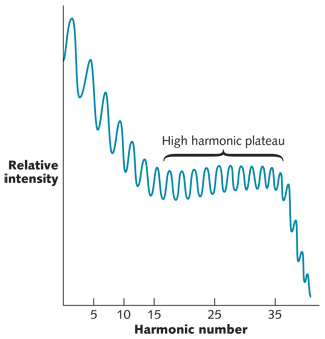 High harmonic plateau
Relative
intensity
5 10 15 25 35
Harmonic number